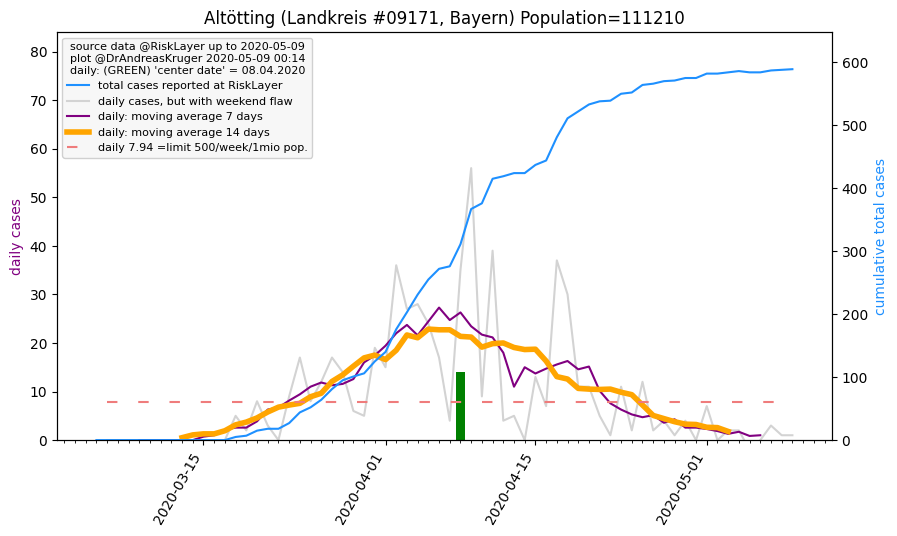 Altötting (Landkreis #09171, Bayern) Population=111210
source data @RiskLayer up to 2020-05-09
plot @DrAndreasKruger 2020-05-09 00:14
daily: (GREEN) 'center date' = 08.04.2020
total cases reported at RiskLayer
daily cases, but with weekend flaw
daily: moving average 7 days
daily: moving average 14 days
daily 7.94 =limit 500/week/1mio pop.
daily cases
80
70
60
50
40
30
20
10
0
600
500
400
300
200
100
0
cumulative total cases
2020-03-15
2020-04-01
2020-04-15
2020-05-01